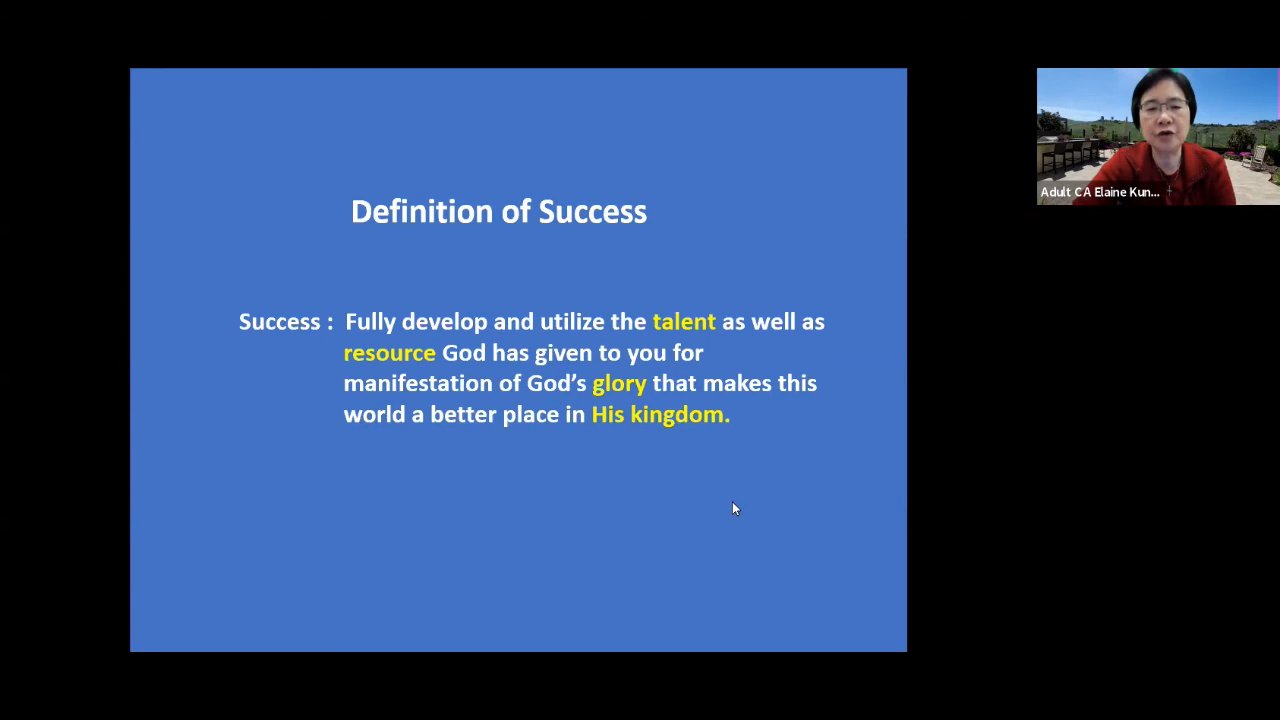 Definition of Success
Success : Fully develop and utilize the talent as well as
resource God has given to you for
manifestation of God’s glory that makes this
world a better place in His kingdom.
Adult C A Elaine Kun...